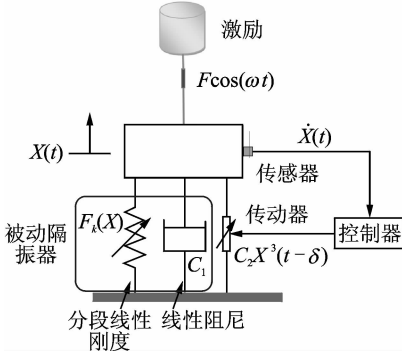 激励
Fcos(ωt)
X(t)
Ẋ(t)
传感器
被动隔
振器
F_k(X)
C_1
传动器
C_2X^3(t-δ)
控制器
分段线性
刚度
线性阻尼